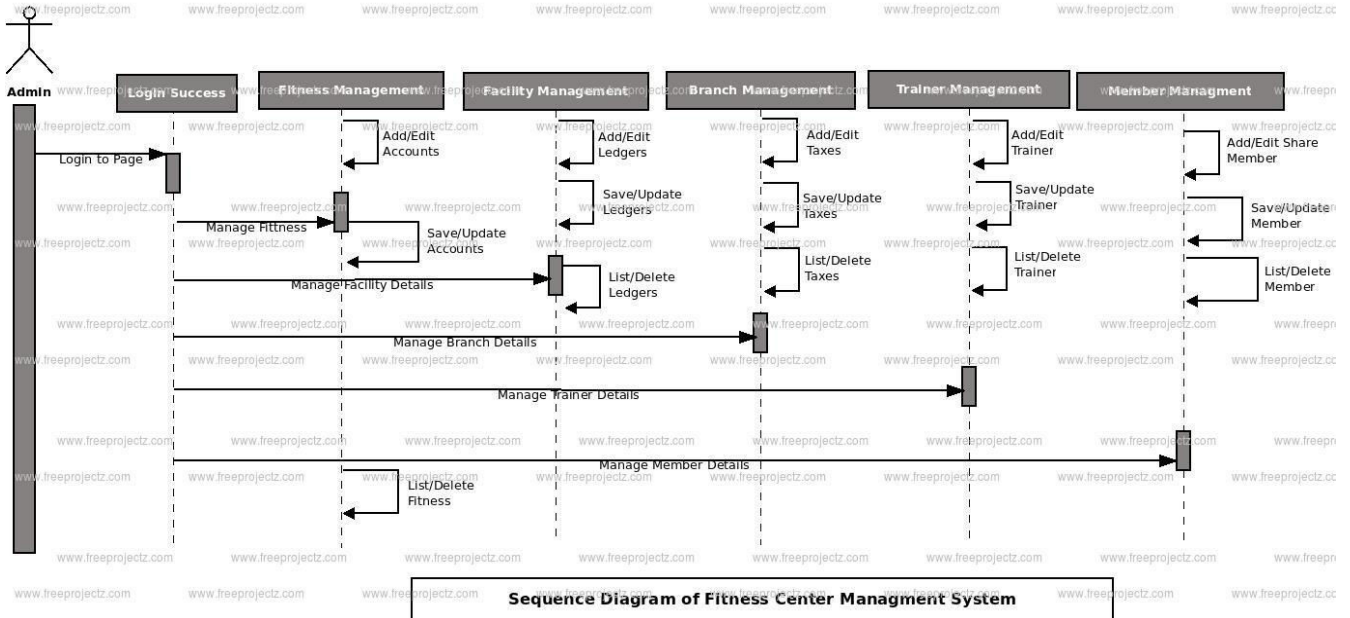 Admin
Login Success
Fitness Management
Facility Management
Branch Management
Trainer Management
Member Managment
Login to Page
Add/Edit
Accounts
Add/Edit
Ledgers
Add/Edit
Taxes
Add/Edit
Trainer
Add/Edit Share
Member
Manage Fittness
Save/Update
Accounts
Save/Update
Ledgers
Save/Update
Taxes
Save/Update
Trainer
Save/Update
Member
Manage Facility Details
List/Delete
Ledgers
List/Delete
Taxes
List/Delete
Trainer
List/Delete
Member
Manage Branch Details
Manage Trainer Details
Manage Member Details
List/Delete
Fitness
Sequence Diagram of Fitness Center Managment System
www.freeprojectz.com